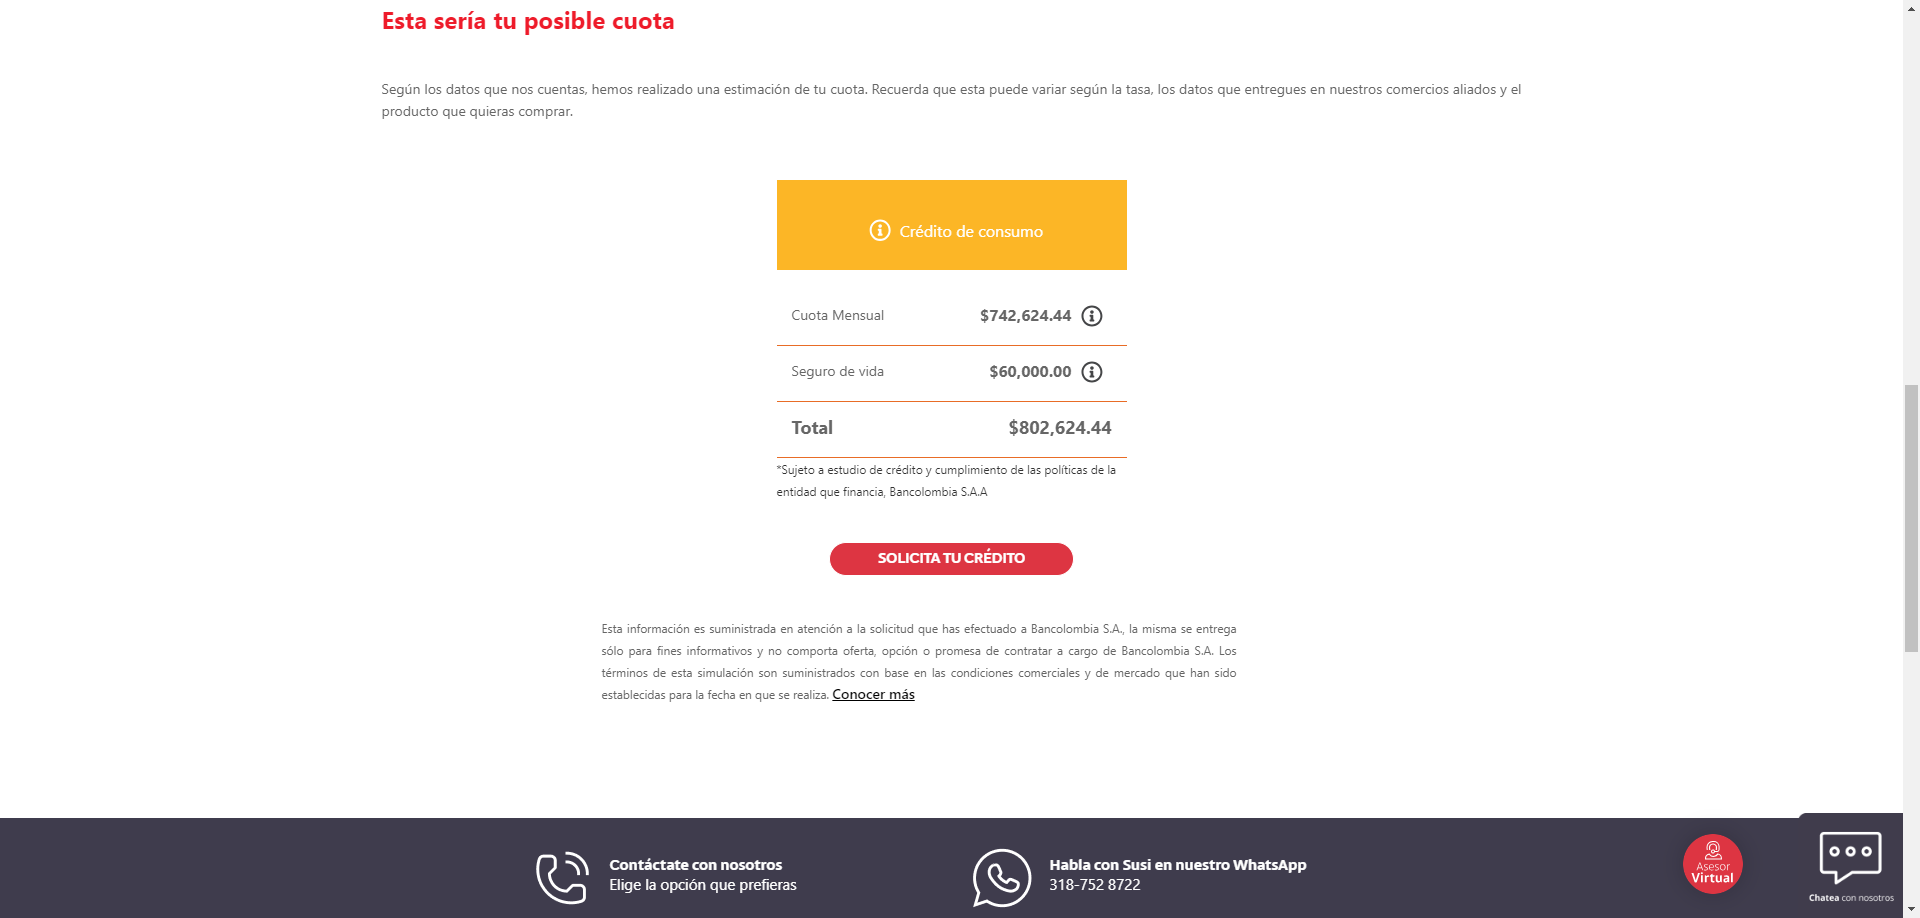 Esta sería tu posible cuota
Según los datos que nos cuentas, hemos realizado una estimación de tu cuota. Recuerda que esta puede variar según la tasa, los datos que entregues en nuestros comercios aliados y el
producto que quieras comprar.
Crédito de consumo
Cuota Mensual $742,624.44
Seguro de vida $60,000.00
Total $802,624.44
*Sujeto a estudio de crédito y cumplimiento de las políticas de la
entidad que financia, Bancolombia S.A.A
SOLICITA TU CRÉDITO
Esta información es suministrada en atención a la solicitud que has efectuado a Bancolombia S.A., la misma se entrega
sólo para fines informativos y no comporta oferta, opción o promesa de contratar a cargo de Bancolombia S.A. Los
términos de esta simulación son suministrados con base en las condiciones comerciales y de mercado que han sido
establecidas para la fecha en que se realiza. Conocer más
Contáctate con nosotros
Elige la opción que prefieras
Habla con Susi en nuestro WhatsApp
318-752 8722
Asesor
Virtual
Chatea con nosotros